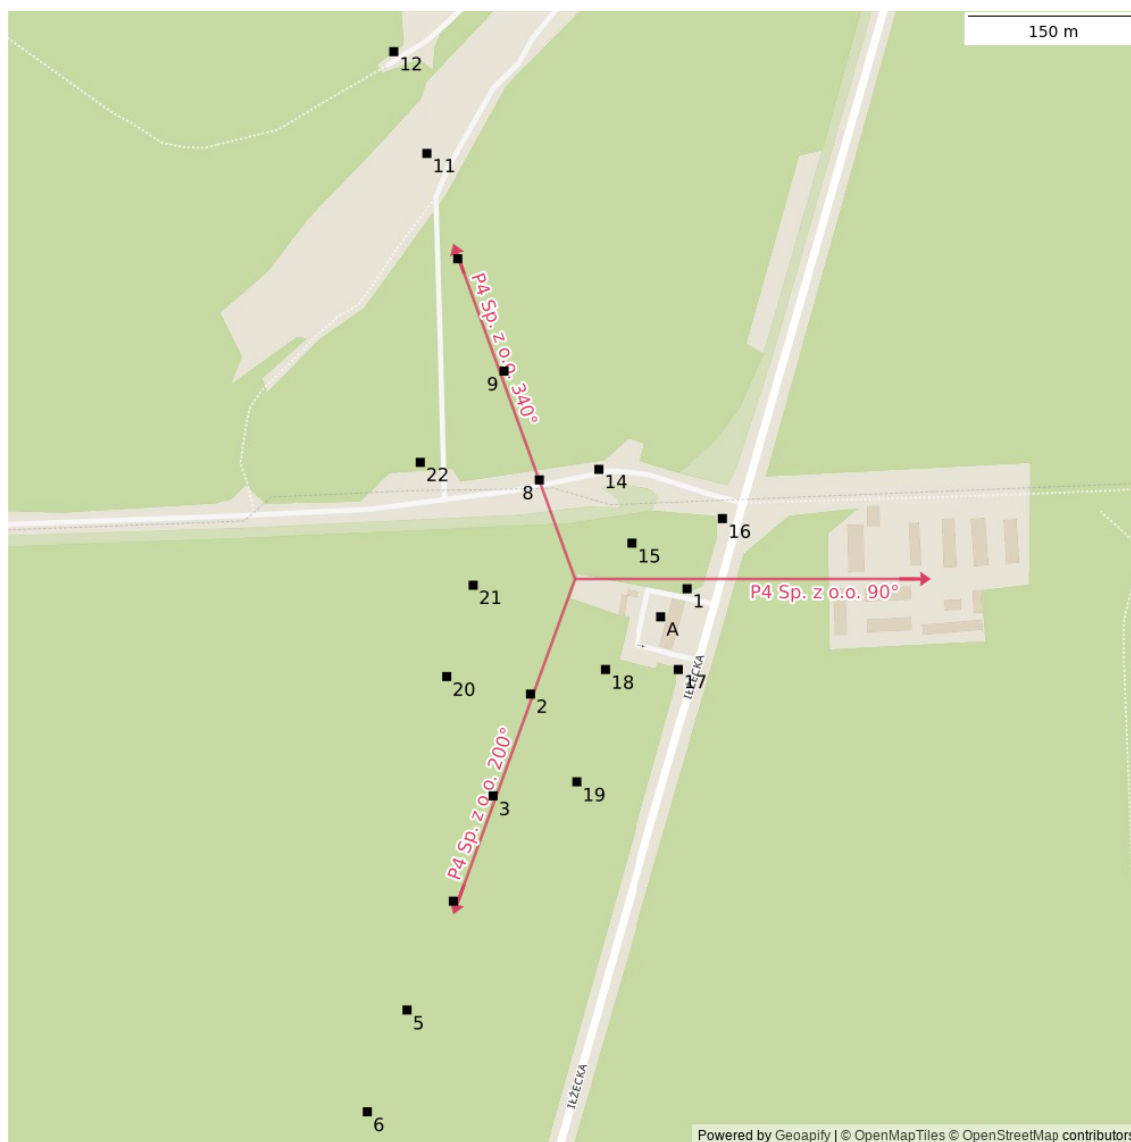 150 m
12
11
P4 Sp. z o.o. 340°
9
22
14
8
16
15
21
1
P4 Sp. z o.o. 90°
A
20
18
17
IŁŻECKA
2
P4 Sp. z o.o. 200°
3
19
5
IŁŻECKA
6
Powered by Geoapify | © OpenMapTiles © OpenStreetMap contributors